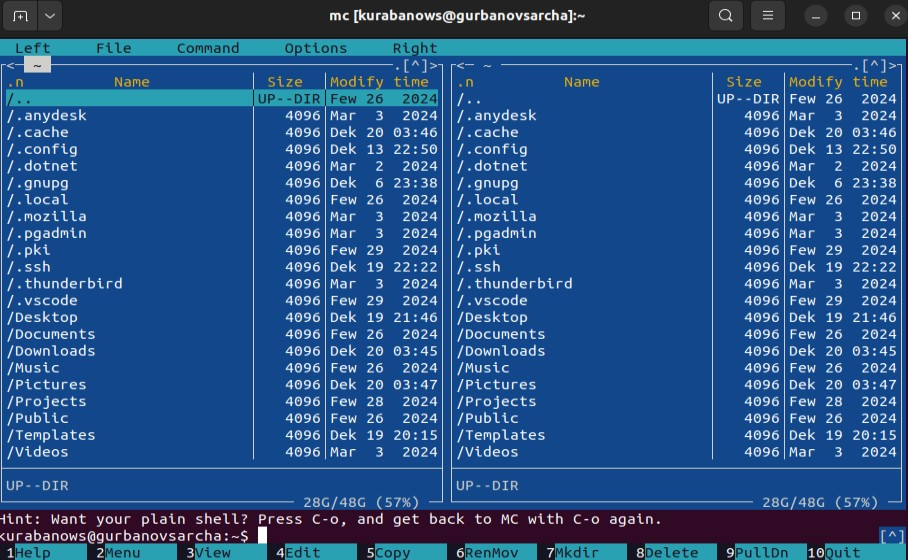 mc [kurabanows@gurbanovsarcha]:~
Left File Command Options Right
<─ ~ ─.[^]>┐ ┌<─ ~ ─.[^]>
.n Name Size Modify time .n Name Size Modify time
/.. UP--DIR Few 26 2024 /.. UP--DIR Few 26 2024
/.anydesk 4096 Mar 3 2024 /.anydesk 4096 Mar 3 2024
/.cache 4096 Dek 20 03:46 /.cache 4096 Dek 20 03:46
/.config 4096 Dek 13 22:50 /.config 4096 Dek 13 22:50
/.dotnet 4096 Mar 2 2024 /.dotnet 4096 Mar 2 2024
/.gnupg 4096 Dek 6 23:38 /.gnupg 4096 Dek 6 23:38
/.local 4096 Few 26 2024 /.local 4096 Few 26 2024
/.mozilla 4096 Mar 3 2024 /.mozilla 4096 Mar 3 2024
/.pgadmin 4096 Mar 3 2024 /.pgadmin 4096 Mar 3 2024
/.pki 4096 Few 29 2024 /.pki 4096 Few 29 2024
/.ssh 4096 Dek 19 22:22 /.ssh 4096 Dek 19 22:22
/.thunderbird 4096 Mar 3 2024 /.thunderbird 4096 Mar 3 2024
/.vscode 4096 Few 29 2024 /.vscode 4096 Few 29 2024
/Desktop 4096 Dek 19 21:46 /Desktop 4096 Dek 19 21:46
/Documents 4096 Few 26 2024 /Documents 4096 Few 26 2024
/Downloads 4096 Dek 20 03:45 /Downloads 4096 Dek 20 03:45
/Music 4096 Few 26 2024 /Music 4096 Few 26 2024
/Pictures 4096 Dek 20 03:47 /Pictures 4096 Dek 20 03:47
/Projects 4096 Few 28 2024 /Projects 4096 Few 28 2024
/Public 4096 Few 26 2024 /Public 4096 Few 26 2024
/Templates 4096 Dek 19 20:15 /Templates 4096 Dek 19 20:15
/Videos 4096 Mar 3 2024 /Videos 4096 Mar 3 2024
UP--DIR UP--DIR
28G/48G (57%) 28G/48G (57%)
Hint: Want your plain shell? Press C-o, and get back to MC with C-o again.
kurabanows@gurbanovsarcha:~$ [^]
1Help 2Menu 3View 4Edit 5Copy 6RenMov 7Mkdir 8Delete 9PullDn 10Quit